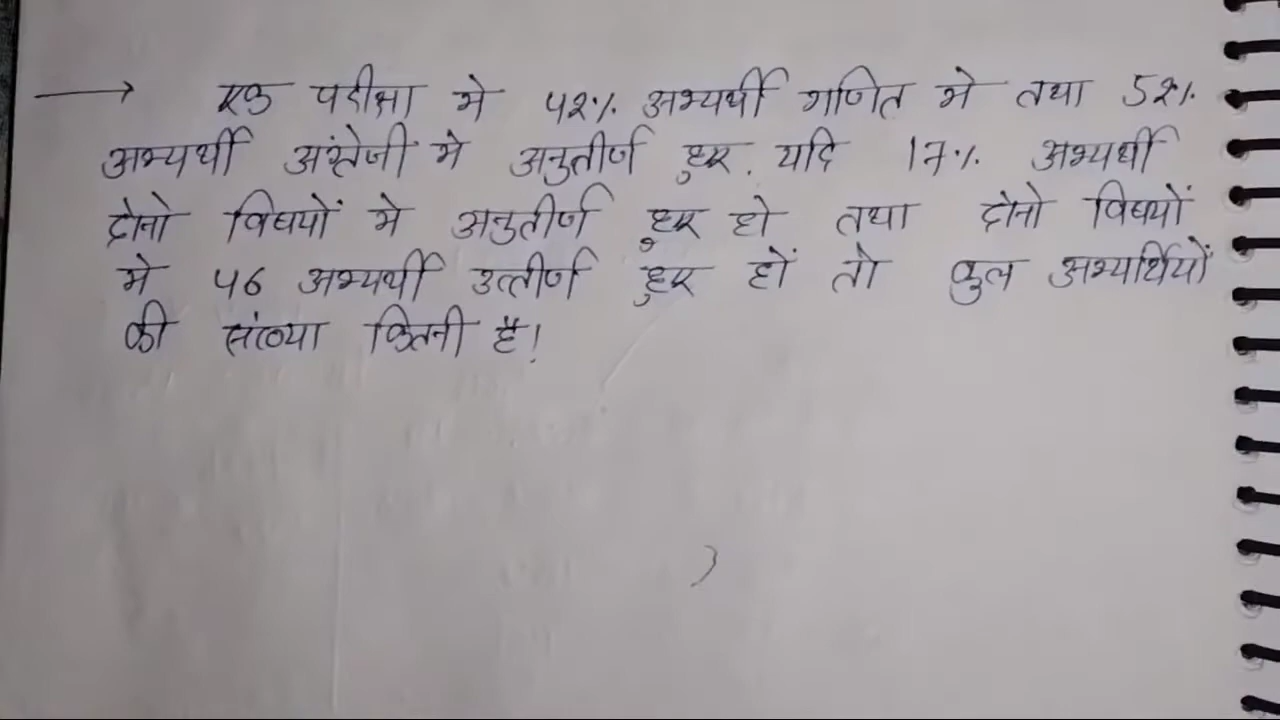 → एक परीक्षा मे 42% अभ्यर्थी गणित मे तथा 52%
अभ्यर्थी अंग्रेजी मे अनुतीर्ण हुए. यदि 17% अभ्यर्थी
दोनो विषयों मे अनुतीर्ण हूए हो तथा दोनो विषयों
मे 46 अभ्यर्थी उत्तीर्ण हुए हों तो कुल अभ्यर्थियों
की संख्या कितनी है!